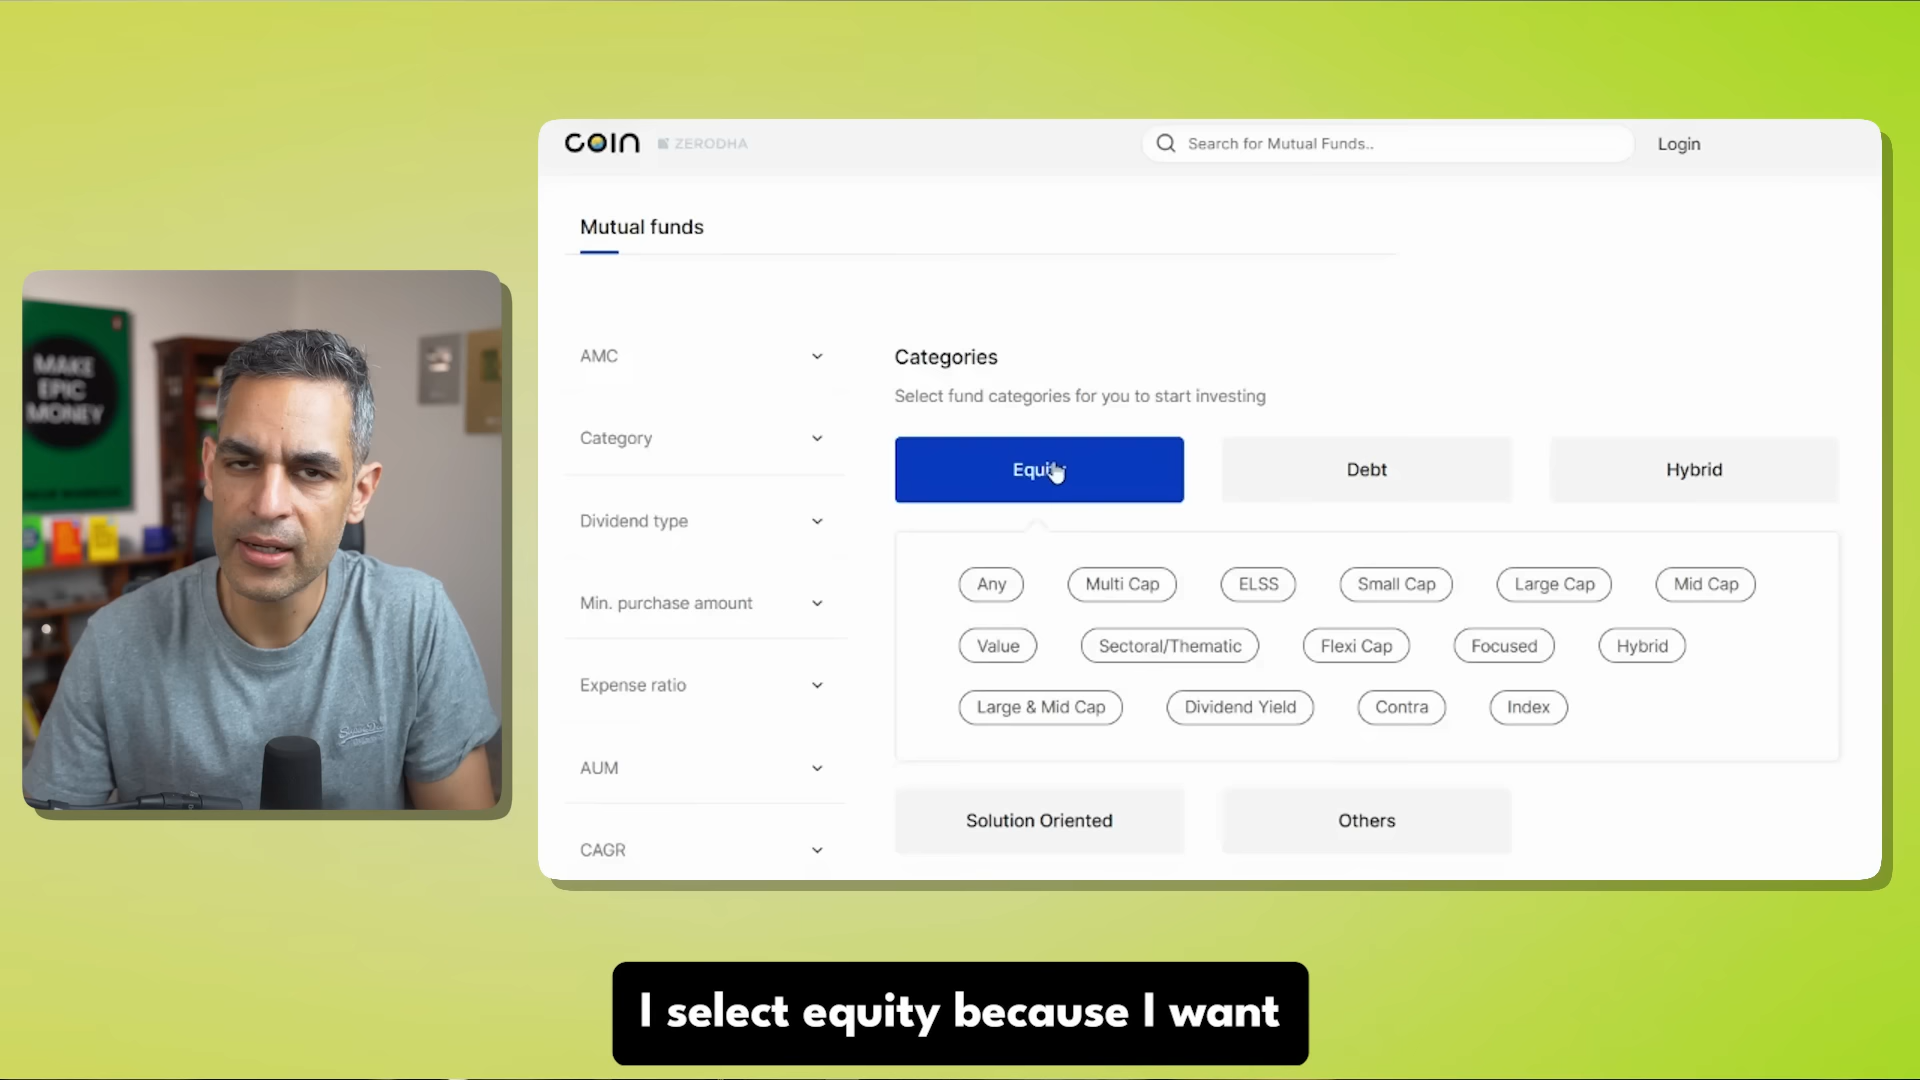 COIN ZERODHA
Search for Mutual Funds..
Login
Mutual funds
MAKE
EPIC
MONEY
AMC
Category
Dividend type
Min. purchase amount
Expense ratio
AUM
CAGR
Categories
Select fund categories for you to start investing
Equity
Debt
Hybrid
Any
Multi Cap
ELSS
Small Cap
Large Cap
Mid Cap
Value
Sectoral/Thematic
Flexi Cap
Focused
Hybrid
Large & Mid Cap
Dividend Yield
Contra
Index
Solution Oriented
Others
I select equity because I want